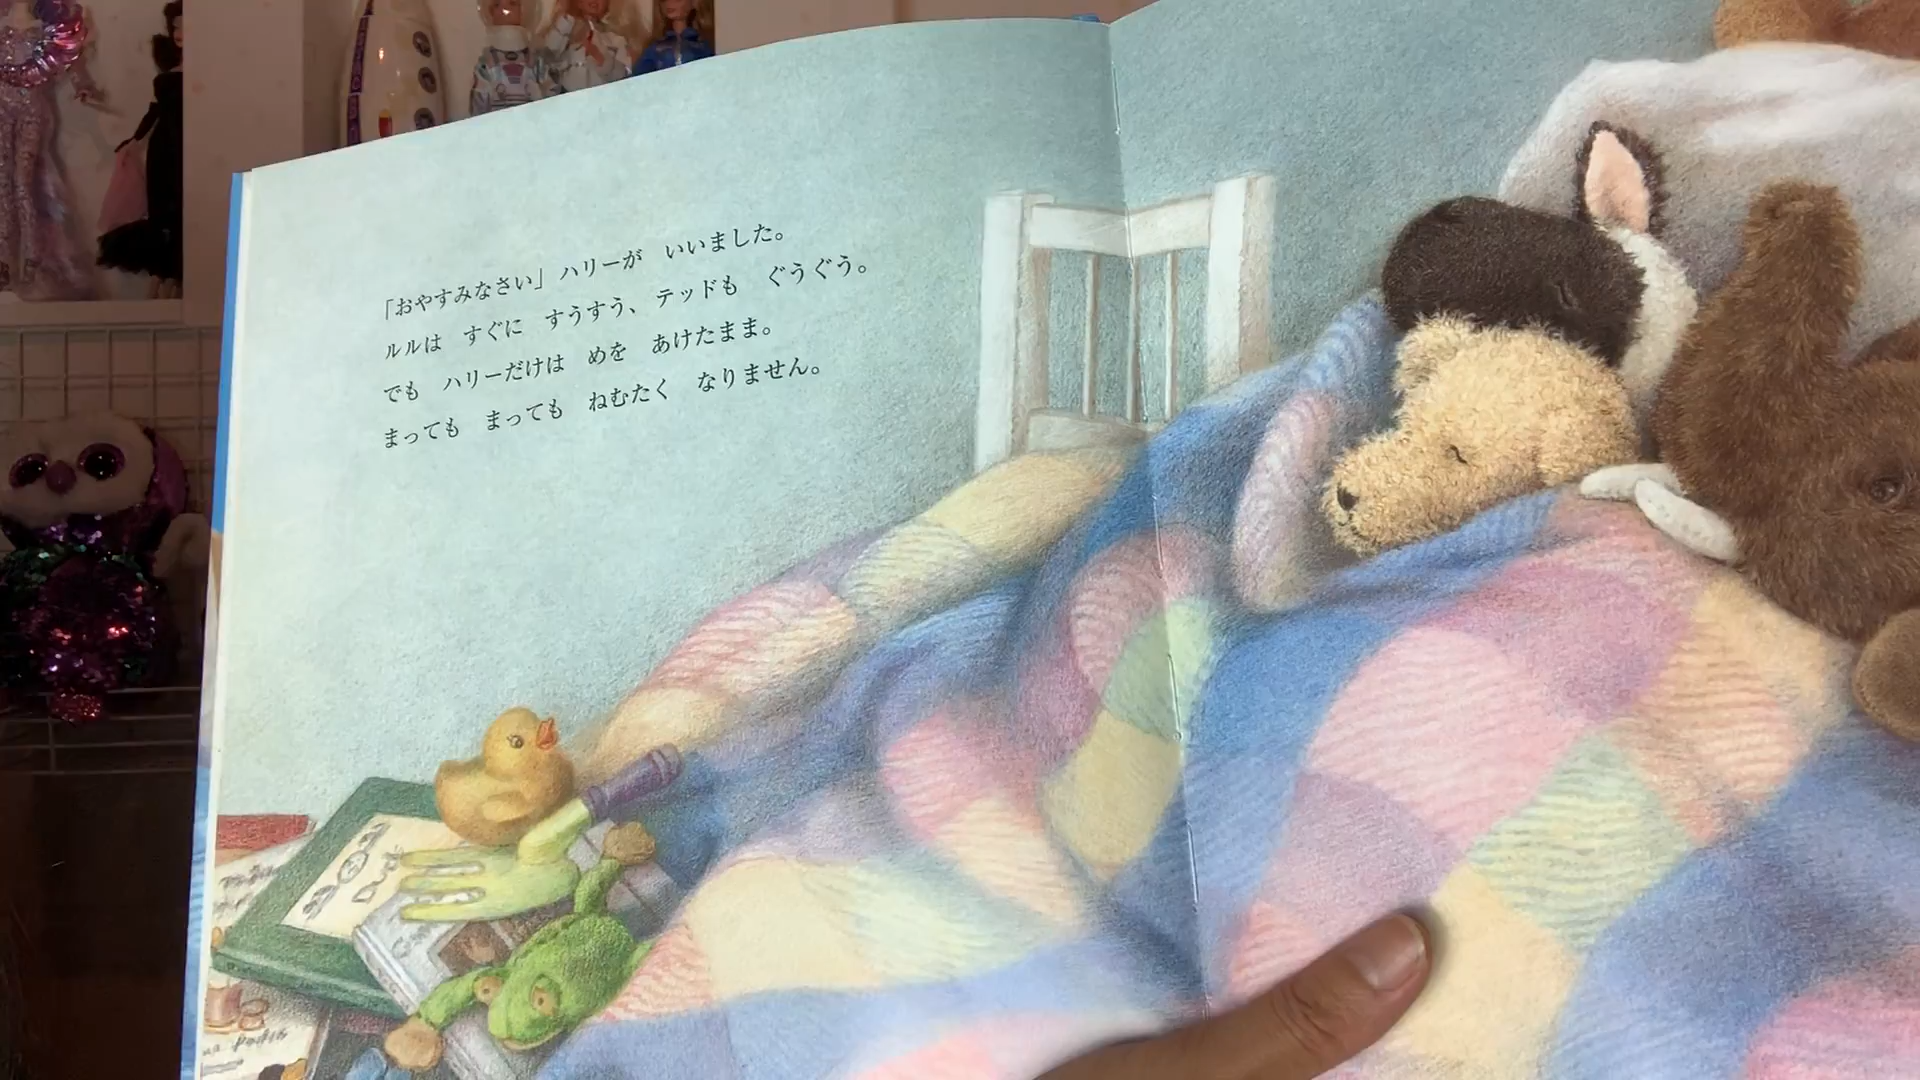 「おやすみなさい」ハリーが　いいました。
ルルは　すぐに　すうすう、テッドも　ぐうぐう。
でも　ハリーだけは　めを　あけたまま。
まっても　まっても　ねむたく　なりません。